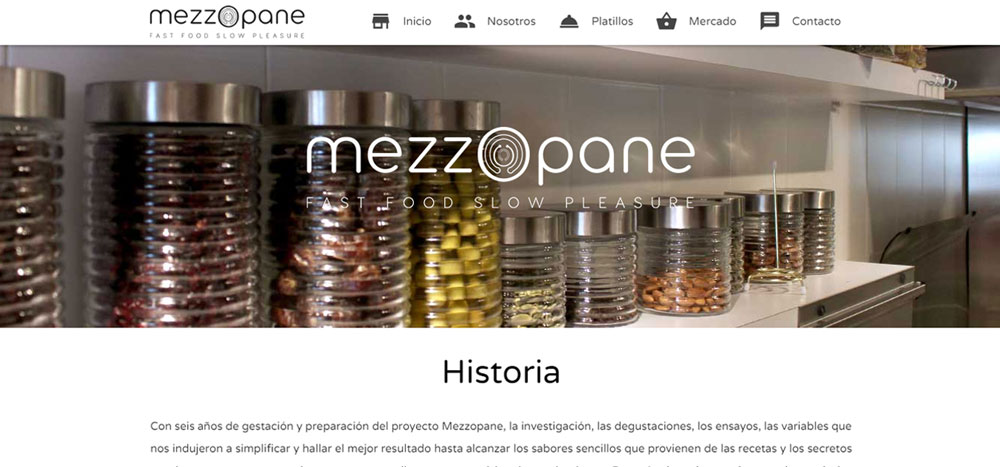 mezzopane
FAST FOOD SLOW PLEASURE
Inicio
Nosotros
Platillos
Mercado
Contacto
mezzopane
FAST FOOD SLOW PLEASURE
Historia
Con seis años de gestación y preparación del proyecto Mezzopane, la investigación, las degustaciones, los ensayos, las variables que
nos indujeron a simplificar y hallar el mejor resultado hasta alcanzar los sabores sencillos que provienen de las recetas y los secretos